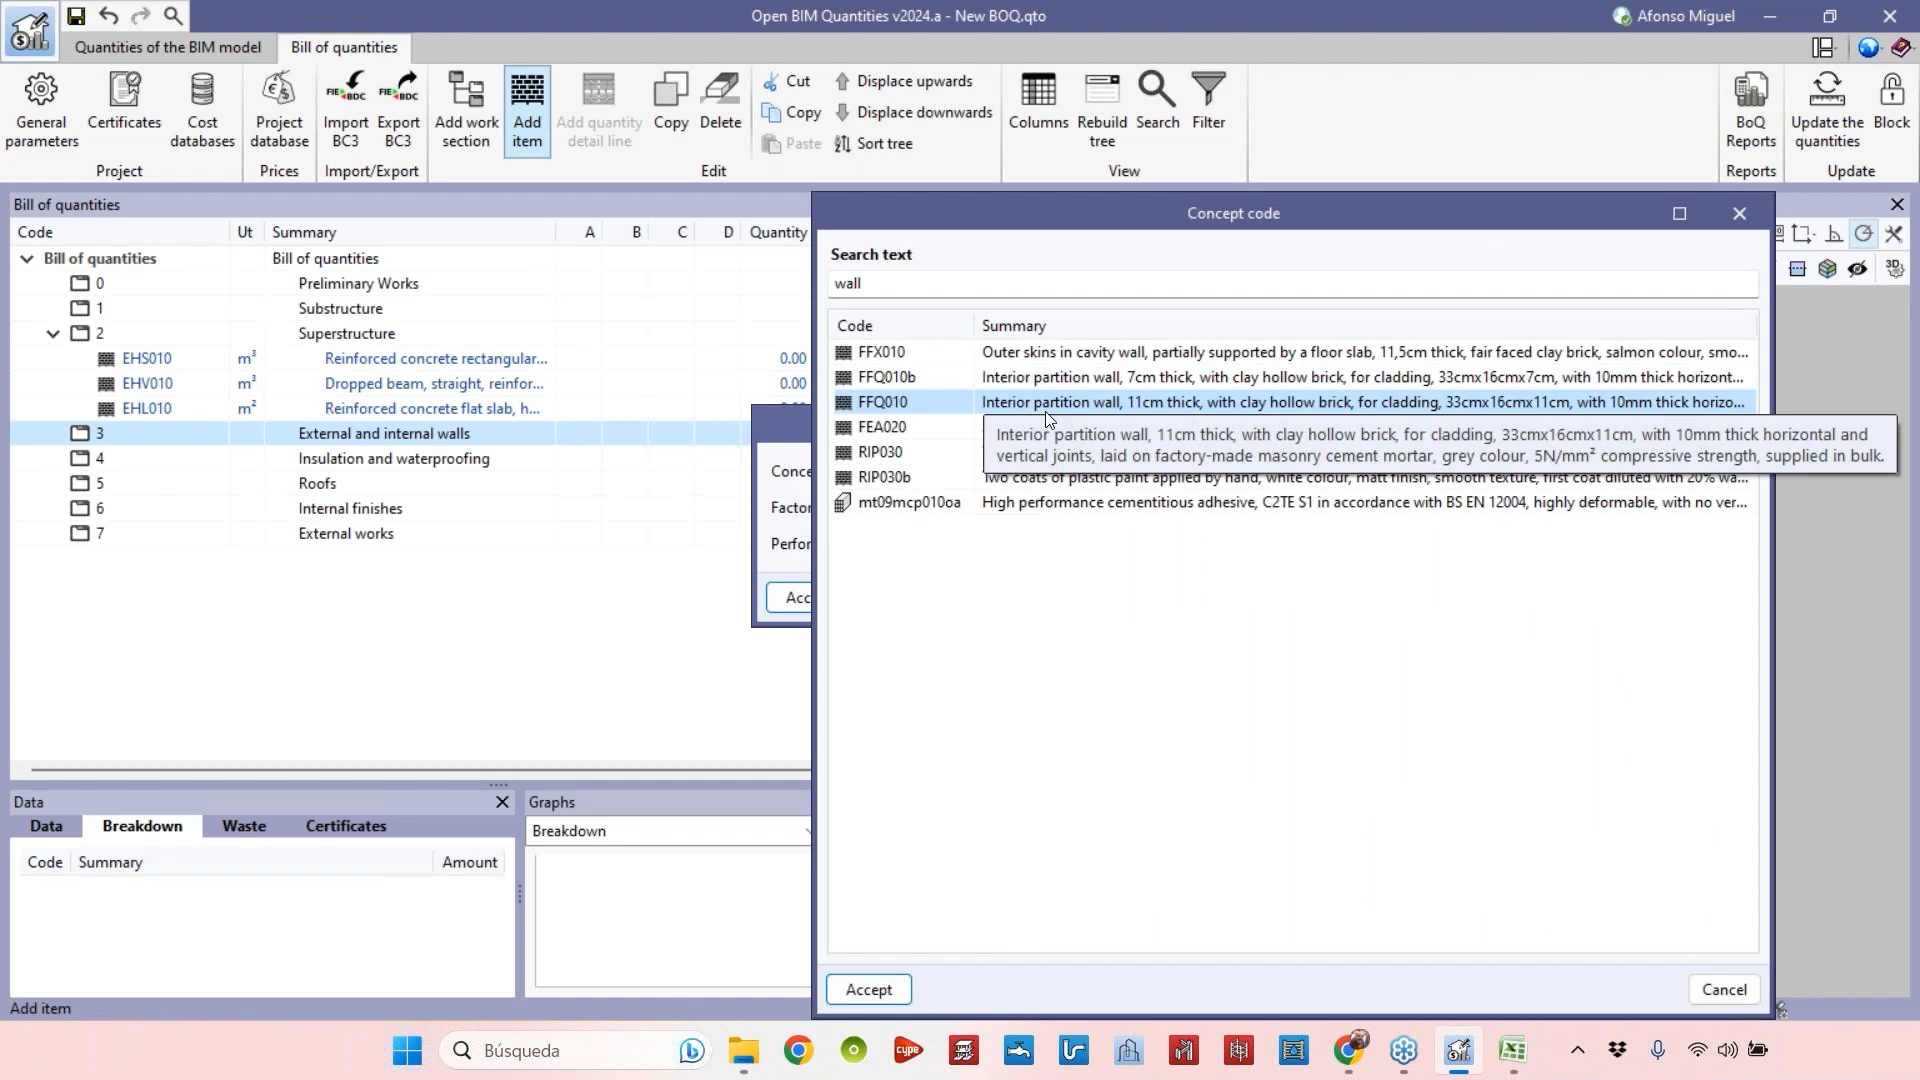 Open BIM Quantities v2024.a - New BOQ.qto
Afonso Miguel
Quantities of the BIM model
Bill of quantities
General parameters
Certificates
Cost databases
Project
Project database
Prices
FIE BDC
Import BC3
FIE BDC
Export BC3
Import/Export
Add work section
Add item
Add quantity detail line
Copy
Delete
Cut
Copy
Paste
Displace upwards
Displace downwards
Sort tree
Edit
Columns
Rebuild tree
Search
Filter
View
BoQ Reports
Reports
Update the quantities
Block
Update
Bill of quantities
Code Ut Summary A B C D Quantity
Bill of quantities Bill of quantities
0 Preliminary Works
1 Substructure
2 Superstructure
EHS010 m³ Reinforced concrete rectangular... 0.00
EHV010 m³ Dropped beam, straight, reinfor... 0.00
EHL010 m² Reinforced concrete flat slab, h...
3 External and internal walls
4 Insulation and waterproofing
5 Roofs
6 Internal finishes
7 External works
Conce
Factor
Perfor
Acc
Concept code
Search text
wall
Code Summary
FFX010 Outer skins in cavity wall, partially supported by a floor slab, 11,5cm thick, fair faced clay brick, salmon colour, smo...
FFQ010b Interior partition wall, 7cm thick, with clay hollow brick, for cladding, 33cmx16cmx7cm, with 10mm thick horizont...
FFQ010 Interior partition wall, 11cm thick, with clay hollow brick, for cladding, 33cmx16cmx11cm, with 10mm thick horizo...
FEA020
Interior partition wall, 11cm thick, with clay hollow brick, for cladding, 33cmx16cmx11cm, with 10mm thick horizontal and
vertical joints, laid on factory-made masonry cement mortar, grey colour, 5N/mm² compressive strength, supplied in bulk.
RIP030
RIP030b Two coats of plastic paint applied by hand, white colour, matt finish, smooth texture, first coat diluted with 20% wa...
mt09mcp010oa High performance cementitious adhesive, C2TE S1 in accordance with BS EN 12004, highly deformable, with no ver...
Accept
Cancel
3D
Data
Data Breakdown Waste Certificates
Code Summary Amount
Graphs
Breakdown
Add item
Búsqueda
cype